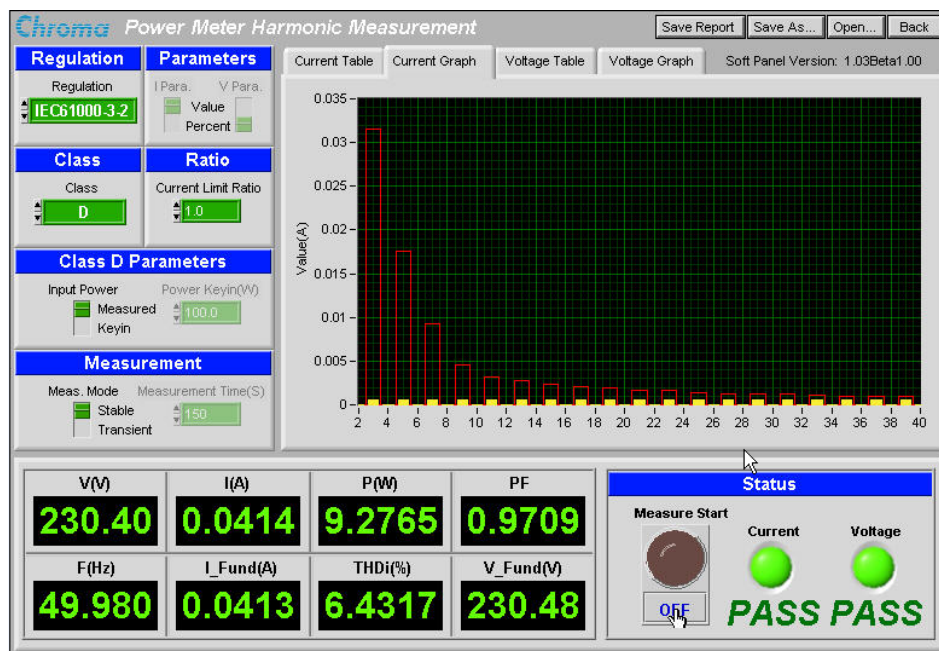 Chroma Power Meter Harmonic Measurement
Save Report Save As... Open... Back
Regulation Parameters
Regulation
IEC61000-3-2
I Para. V Para.
Value
Percent
Class Ratio
Class
D
Current Limit Ratio
1.0
Class D Parameters
Input Power Power Keyin(W)
Measured 100.0
Keyin
Measurement
Meas. Mode Measurement Time(S)
Stable 150
Transient
Current Table Current Graph Voltage Table Voltage Graph Soft Panel Version: 1.03Beta1.00
Value(A)
0.035
0.03
0.025
0.02
0.015
0.01
0.005
0
2 4 6 8 10 12 14 16 18 20 22 24 26 28 30 32 34 36 38 40
V(V) I(A) P(W) PF
230.40 0.0414 9.2765 0.9709
F(Hz) I_Fund(A) THDi(%) V_Fund(V)
49.980 0.0413 6.4317 230.48
Status
Measure Start
OFF
Current Voltage
PASS PASS